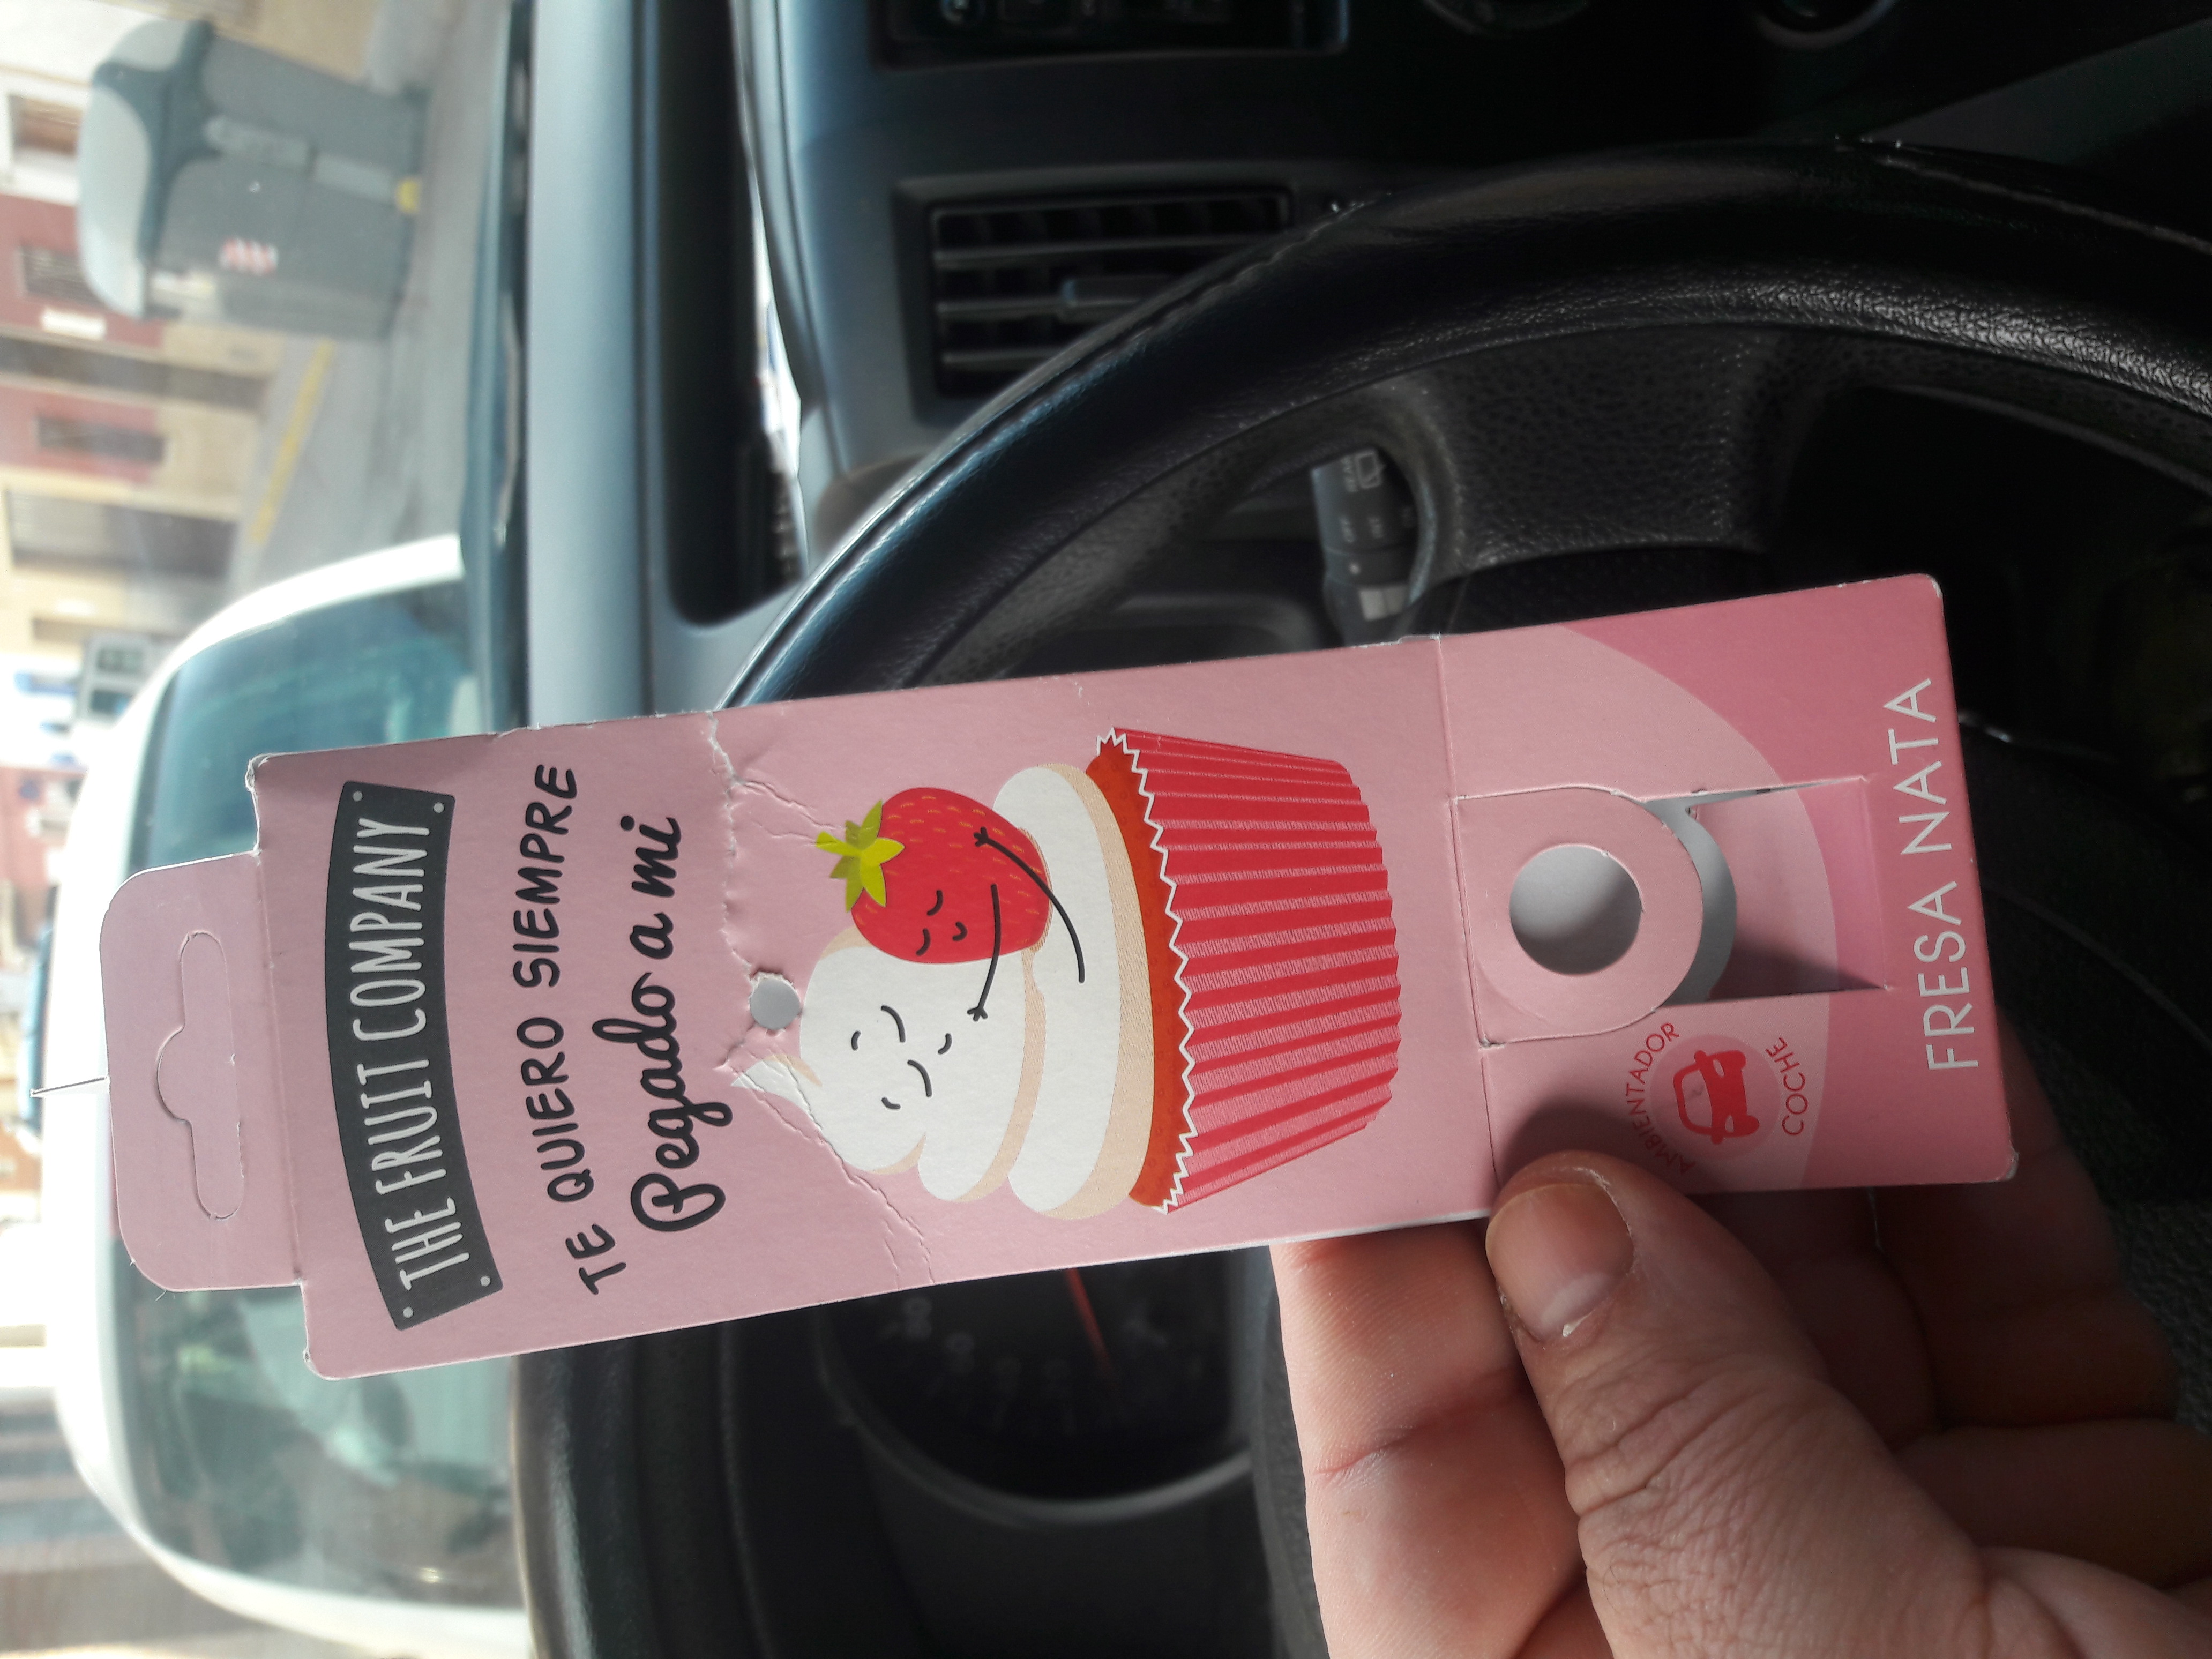 THE FRUIT COMPANY
TE QUIERO SIEMPRE
Pegado a mi
AMBIENTADOR
COCHE
FRESA NATA